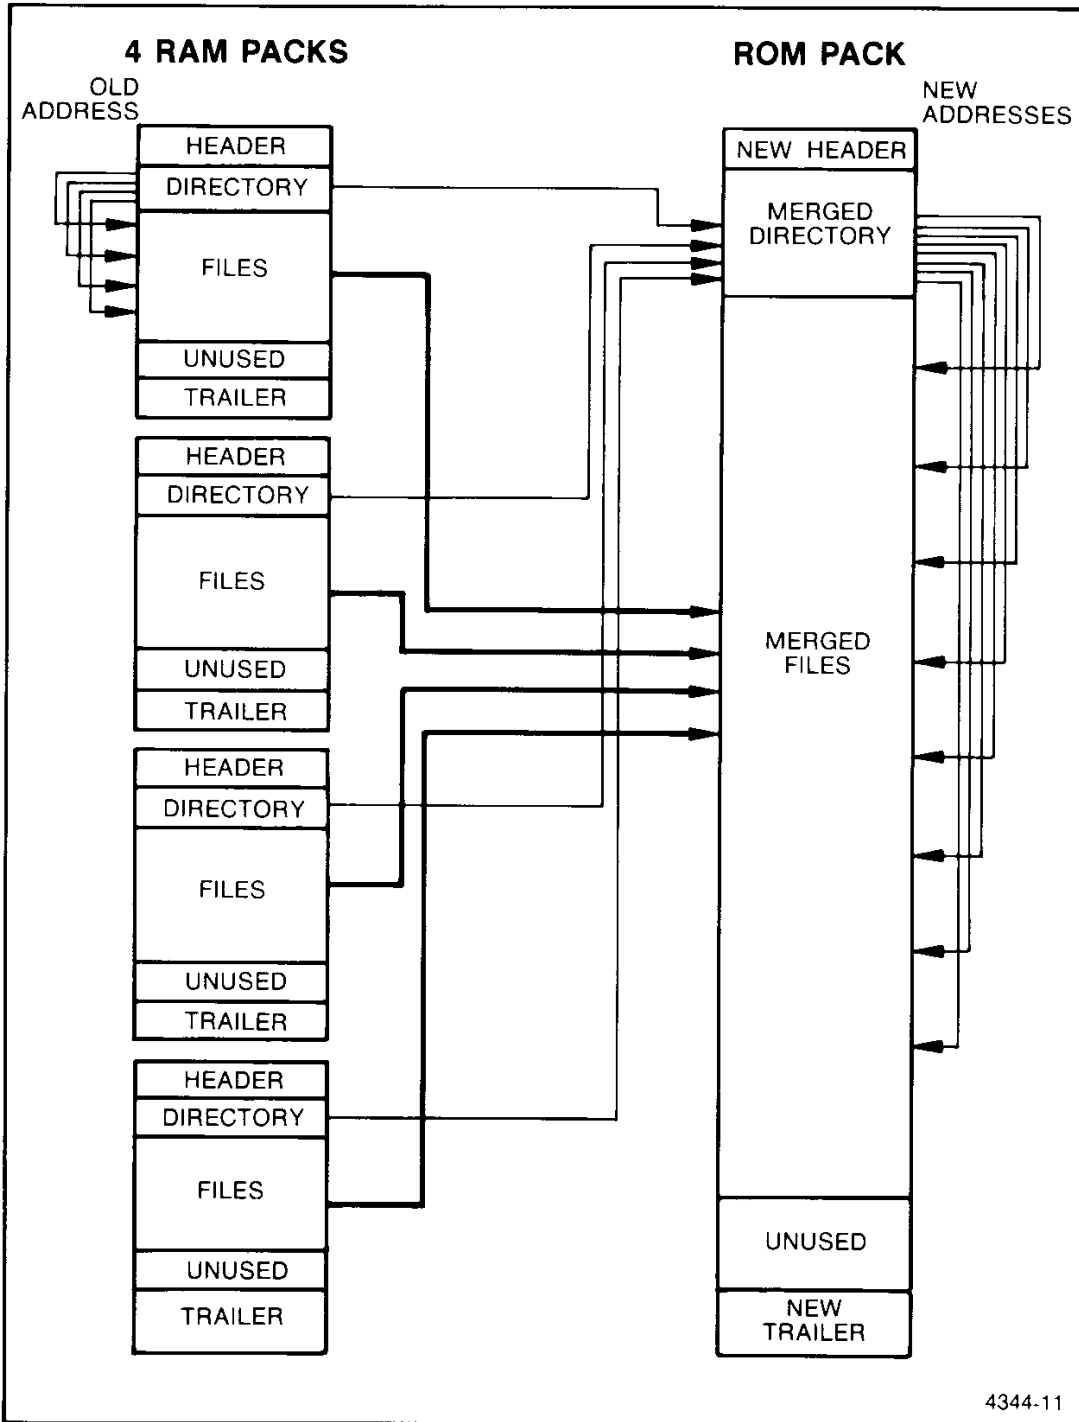 4 RAM PACKS
OLD
ADDRESS
HEADER
DIRECTORY
FILES
UNUSED
TRAILER
HEADER
DIRECTORY
FILES
UNUSED
TRAILER
HEADER
DIRECTORY
FILES
UNUSED
TRAILER
HEADER
DIRECTORY
FILES
UNUSED
TRAILER
ROM PACK
NEW
ADDRESSES
NEW HEADER
MERGED
DIRECTORY
MERGED
FILES
UNUSED
NEW
TRAILER
4344-11